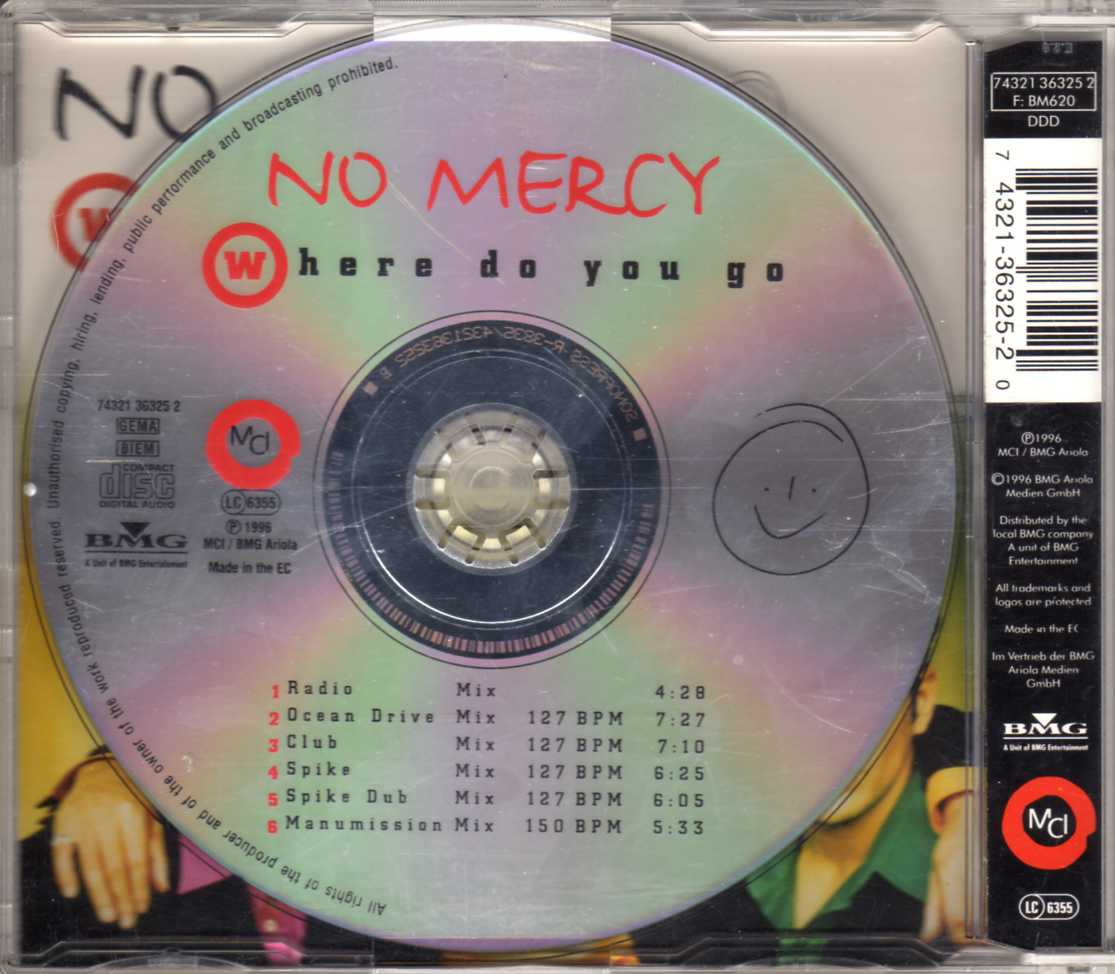 NO
W
All rights of the producer and of the owner of the work reproduced reserved. Unauthorised copying, hiring, lending, public performance and broadcasting prohibited.
NO MERCY
Where do you go
SONOPRESS R-3835/43213632S2 B
74321 36325 2
GEMA
BIEM
COMPACT
disc
DIGITAL AUDIO
BMG
A Unit of BMG Entertainment
MCI
LC 6355
℗ 1996
MCI / BMG Ariola
Made in the EC
1 Radio Mix 4:28
2 Ocean Drive Mix 127 BPM 7:27
3 Club Mix 127 BPM 7:10
4 Spike Mix 127 BPM 6:25
5 Spike Dub Mix 127 BPM 6:05
6 Manumission Mix 150 BPM 5:33
74321 36325 2
F: BM620
DDD
7 4321-36325-2 0
℗1996
MCI / BMG Ariola
©1996 BMG Ariola
Medien GmbH
Distributed by the
local BMG company
A unit of BMG
Entertainment
All trademarks and
logos are protected
Made in the EC
Im Vertrieb der BMG
Ariola Medien
GmbH
BMG
A Unit of BMG Entertainment
MCI
LC 6355